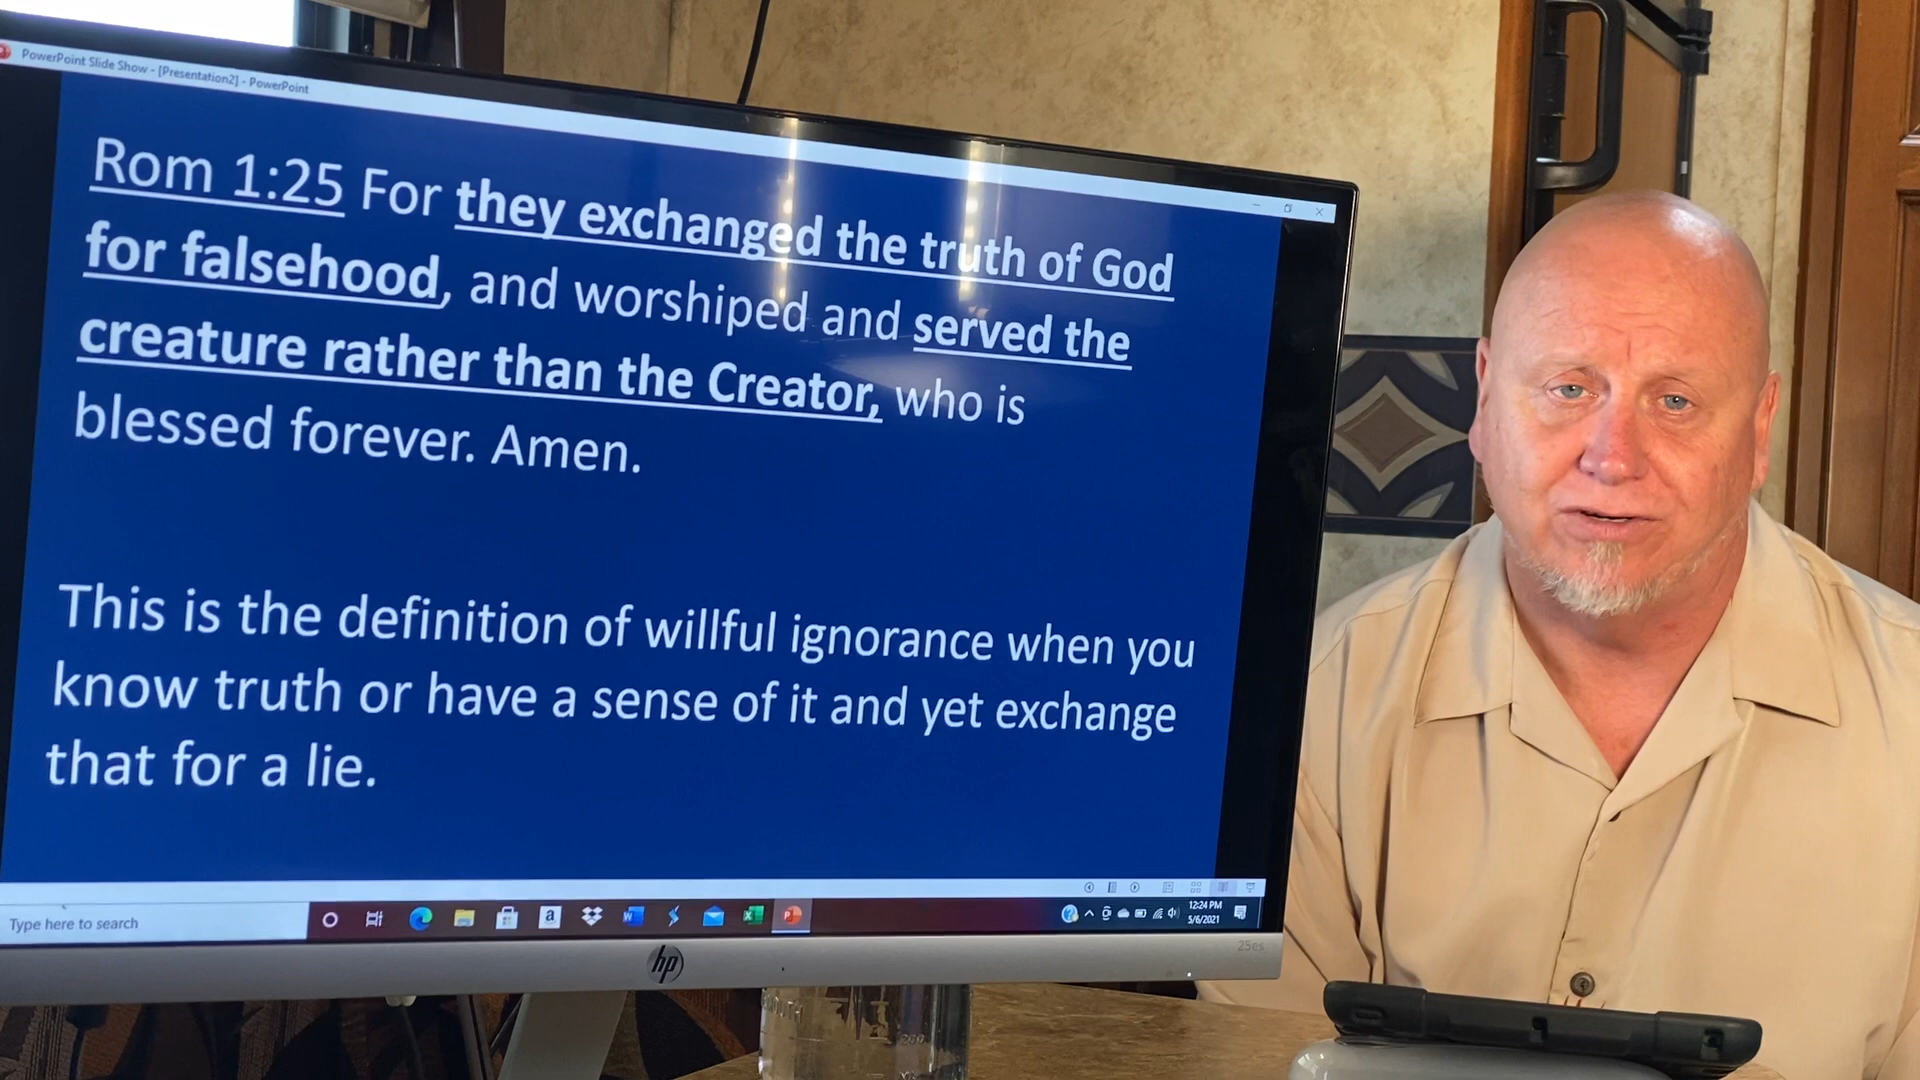 PowerPoint Slide Show - [Presentation2] - PowerPoint
Rom 1:25 For they exchanged the truth of God
for falsehood, and worshiped and served the
creature rather than the Creator, who is
blessed forever. Amen.
This is the definition of willful ignorance when you
know truth or have a sense of it and yet exchange
that for a lie.
Type here to search
12:24 PM
5/6/2021
hp
25es
200